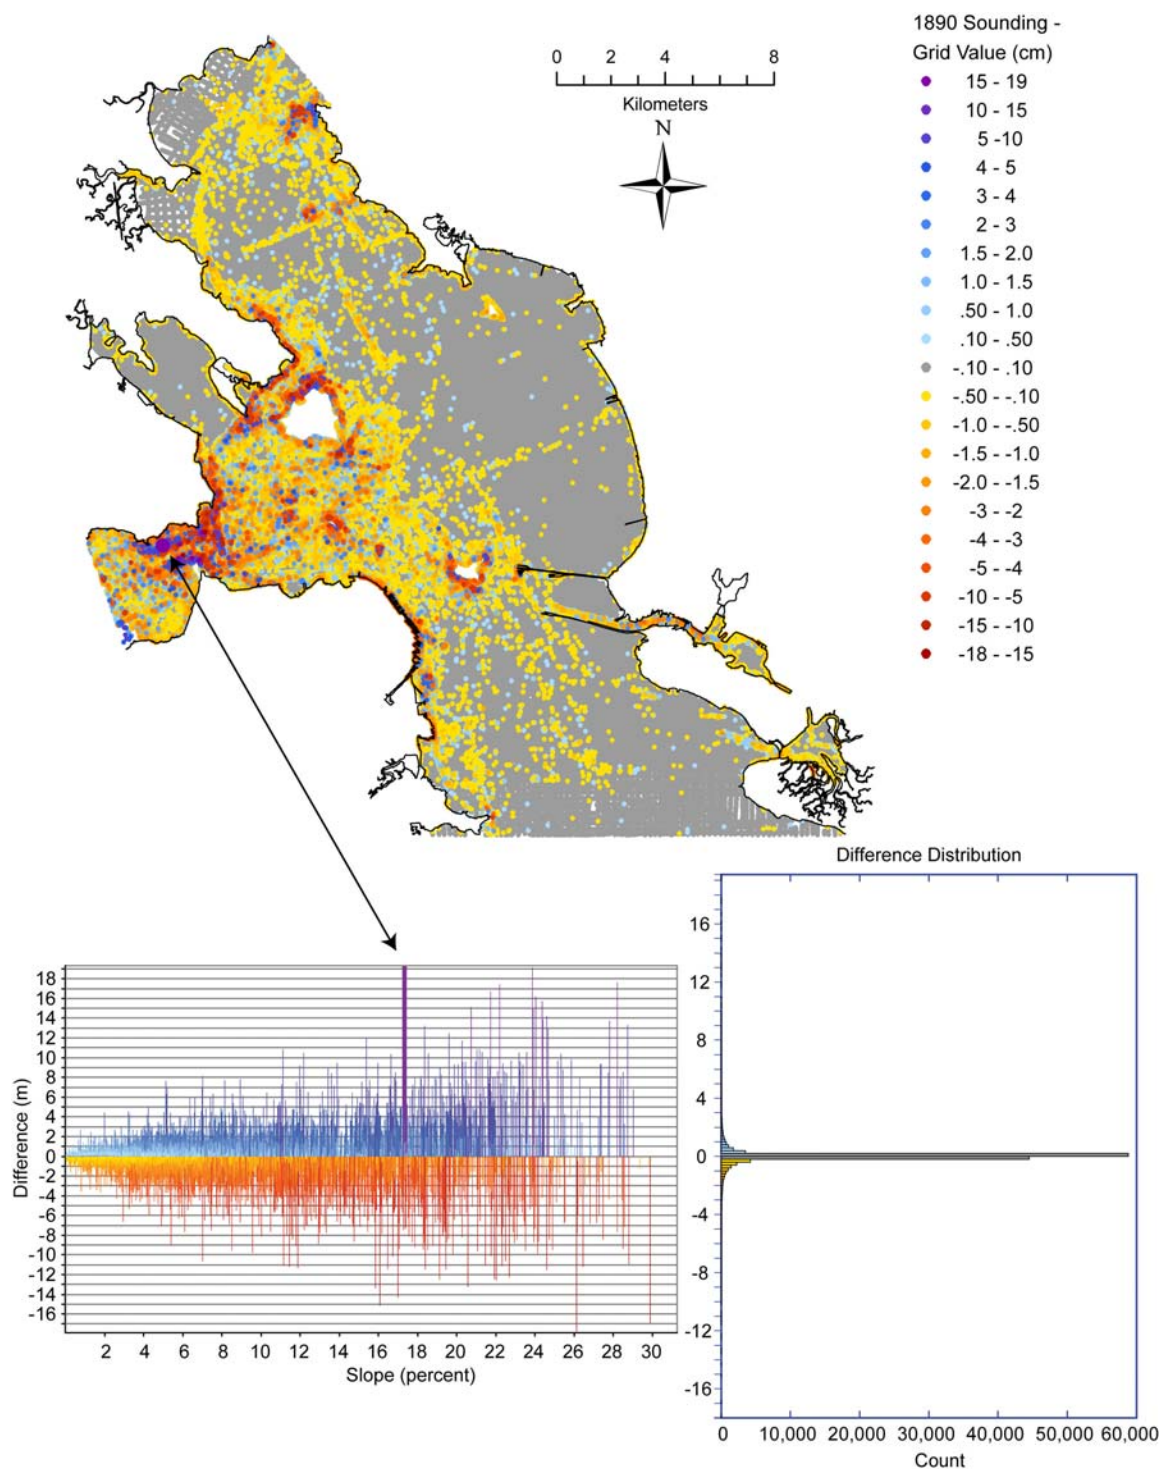 1890 Sounding -
Grid Value (cm)
15 - 19
10 - 15
5 -10
4 - 5
3 - 4
2 - 3
1.5 - 2.0
1.0 - 1.5
.50 - 1.0
.10 - .50
-.10 - .10
-.50 - -.10
-1.0 - -.50
-1.5 - -1.0
-2.0 - -1.5
-3 - -2
-4 - -3
-5 - -4
-10 - -5
-15 - -10
-18 - -15
0 2 4 6 8
Kilometers
N
Difference (m)
18
16
14
12
10
8
6
4
2
0
-2
-4
-6
-8
-10
-12
-14
-16
2 4 6 8 10 12 14 16 18 20 22 24 26 28 30
Slope (percent)
Difference Distribution
16
12
8
4
0
-4
-8
-12
-16
0 10,000 20,000 30,000 40,000 50,000 60,000
Count